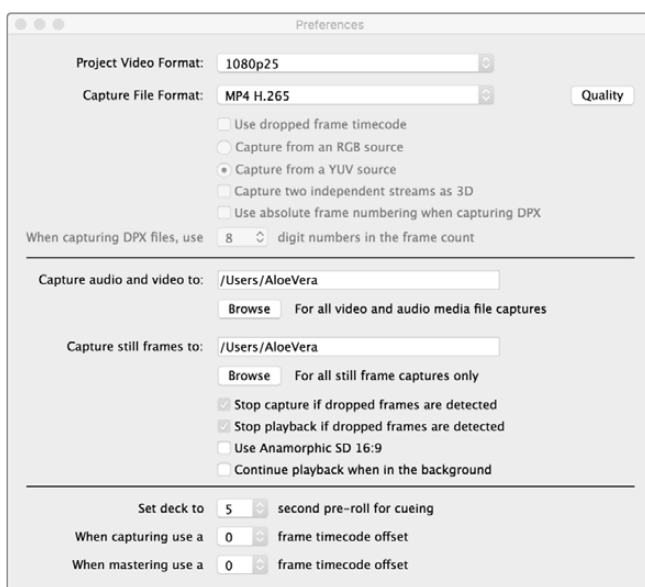 Preferences
Project Video Format: 1080p25
Capture File Format: MP4 H.265 Quality
Use dropped frame timecode
Capture from an RGB source
Capture from a YUV source
Capture two independent streams as 3D
Use absolute frame numbering when capturing DPX
When capturing DPX files, use 8 digit numbers in the frame count
Capture audio and video to: /Users/AloeVera
Browse For all video and audio media file captures
Capture still frames to: /Users/AloeVera
Browse For all still frame captures only
Stop capture if dropped frames are detected
Stop playback if dropped frames are detected
Use Anamorphic SD 16:9
Continue playback when in the background
Set deck to 5 second pre-roll for cueing
When capturing use a 0 frame timecode offset
When mastering use a 0 frame timecode offset